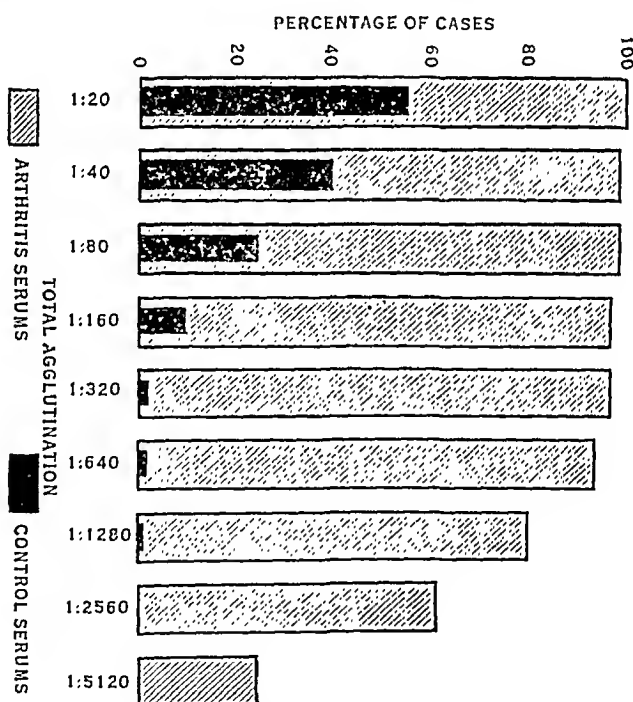 PERCENTAGE OF CASES
0 20 40 60 80 100
1:20
1:40
1:80
1:160
1:320
1:640
1:1280
1:2560
1:5120
TOTAL AGGLUTINATION
ARTHRITIS SERUMS
CONTROL SERUMS